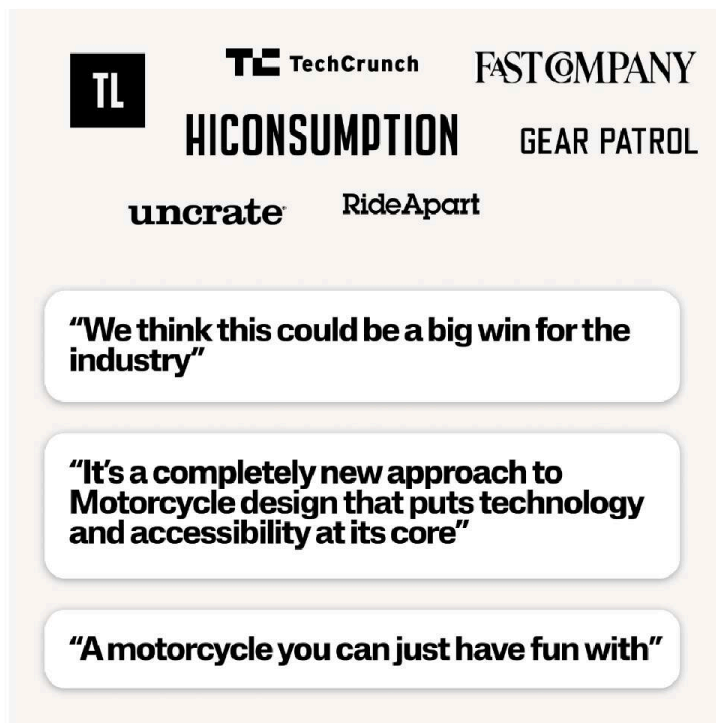 TL
TC TechCrunch
FAST COMPANY
HICONSUMPTION
GEAR PATROL
uncrate
RideApart
“We think this could be a big win for the
industry”
“It’s a completely new approach to
Motorcycle design that puts technology
and accessibility at its core”
“A motorcycle you can just have fun with”